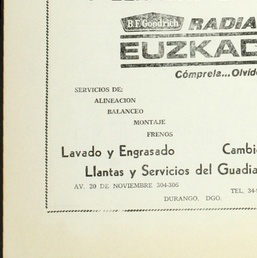 B.F.Goodrich RADIA
EUZKAD
Cómprela...Olvíde
SERVICIOS DE:
ALINEACION
BALANCEO
MONTAJE
FRENOS
Lavado y Engrasado Cambi
Llantas y Servicios del Guadia
AV. 20 DE NOVIEMBRE 304-306
TEL. 34-
DURANGO, DGO.